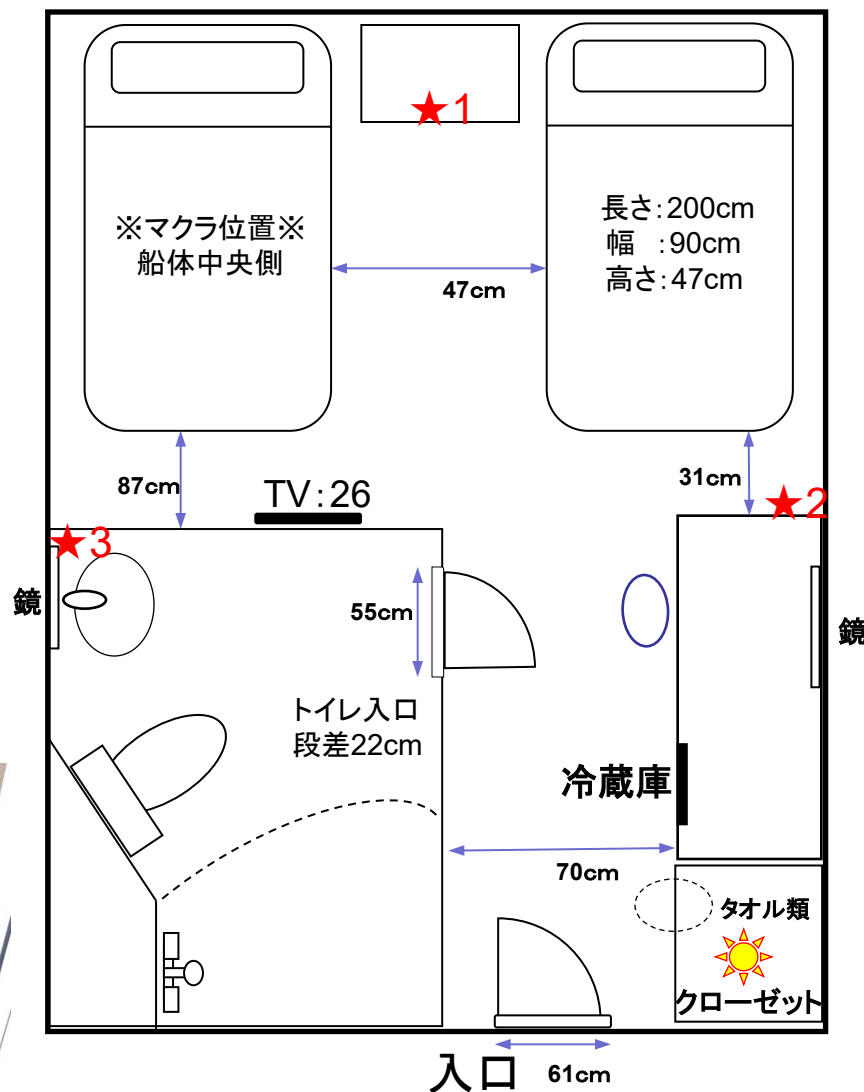 ★1
※マクラ位置※
船体中央側
長さ:200cm
幅 :90cm
高さ:47cm
47cm
87cm
TV:26
31cm
★2
★3
鏡
55cm
鏡
トイレ入口
段差22cm
冷蔵庫
70cm
タオル類
クローゼット
入口
61cm